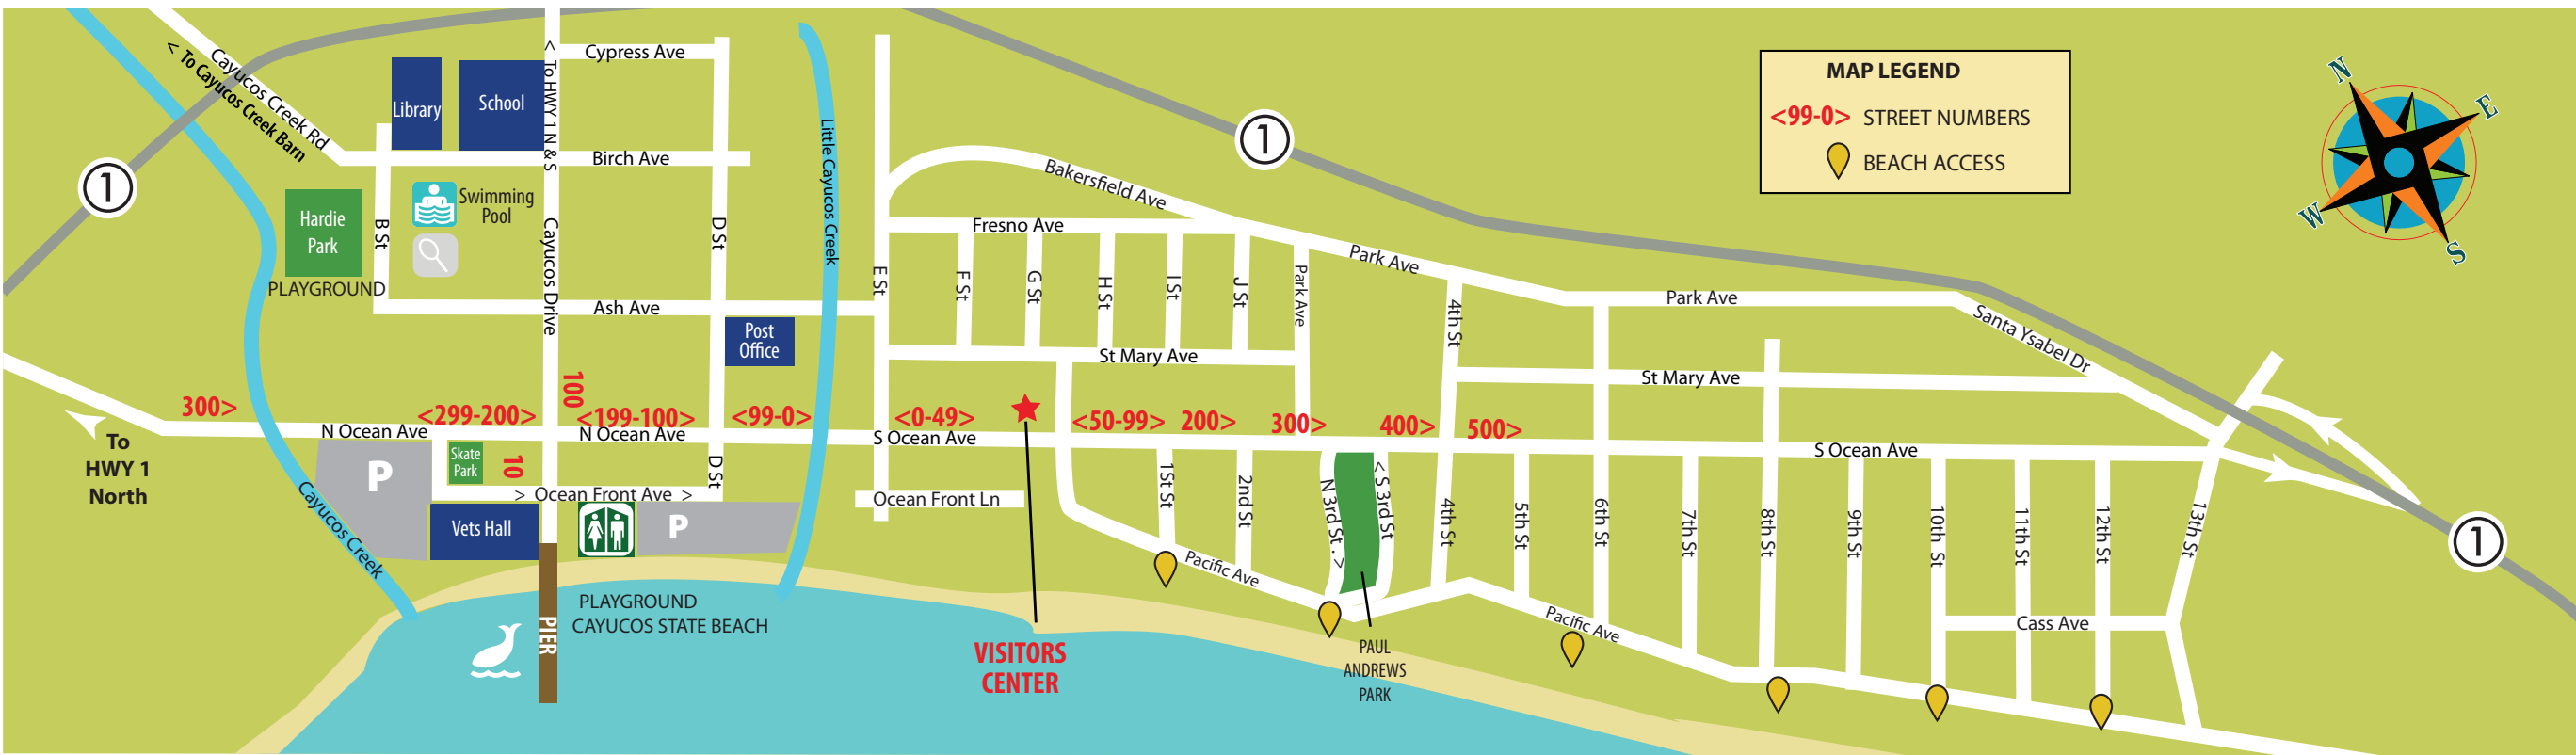 Cayucos Creek Rd
< To Cayucos Creek Barn
1
Library
School
< To HWY 1 N & S
Cypress Ave
Birch Ave
Hardie
Park
PLAYGROUND
B St
Swimming
Pool
Cayucos Drive
D St
Ash Ave
Post
Office
Little Cayucos Creek
E St
Bakersfield Ave
Fresno Ave
F St
G St
H St
I St
J St
Park Ave
St Mary Ave
1
Park Ave
4th St
Park Ave
St Mary Ave
Santa Ysabel Dr
MAP LEGEND
<99-0> STREET NUMBERS
BEACH ACCESS
N
E
W
S
To
HWY 1
North
300>
<299-200>
100
<199-100>
<99-0>
<0-49>
<50-99>
200>
300>
400>
500>
N Ocean Ave
N Ocean Ave
S Ocean Ave
S Ocean Ave
P
Skate
Park
10
D St
> Ocean Front Ave >
Vets Hall
P
Cayucos Creek
Ocean Front Ln
PIER
PLAYGROUND
CAYUCOS STATE BEACH
VISITORS
CENTER
1St St
2nd St
N 3rd St . >
< S 3rd St
4th St
5th St
6th St
7th St
8th St
9th St
10th St
11th St
12th St
13th St
Pacific Ave
PAUL
ANDREWS
PARK
Pacific Ave
Cass Ave
1